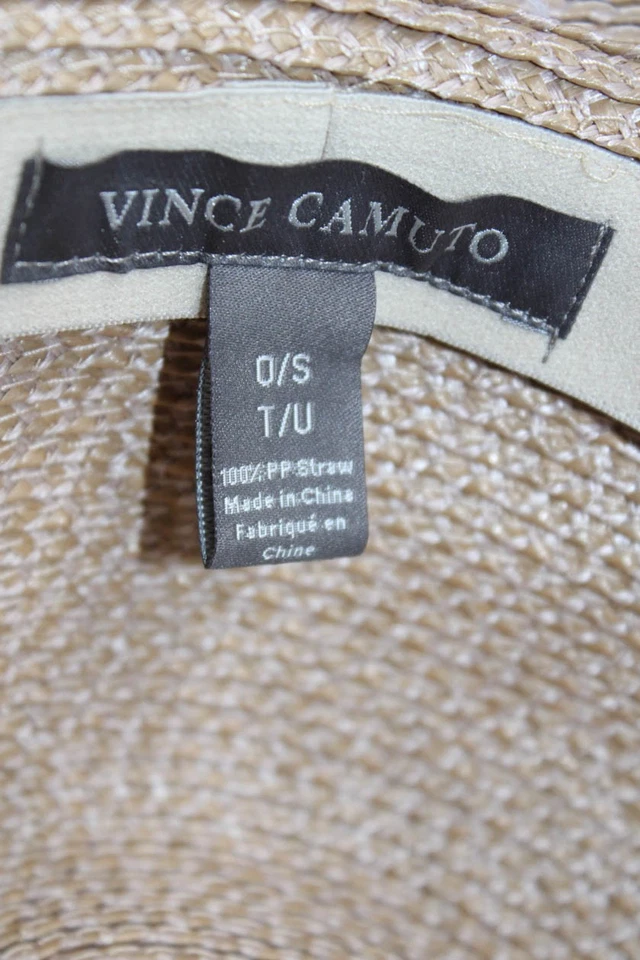 VINCE CAMUTO
O/S
T/U
100% PP Straw
Made in China
Fabriqué en
Chine